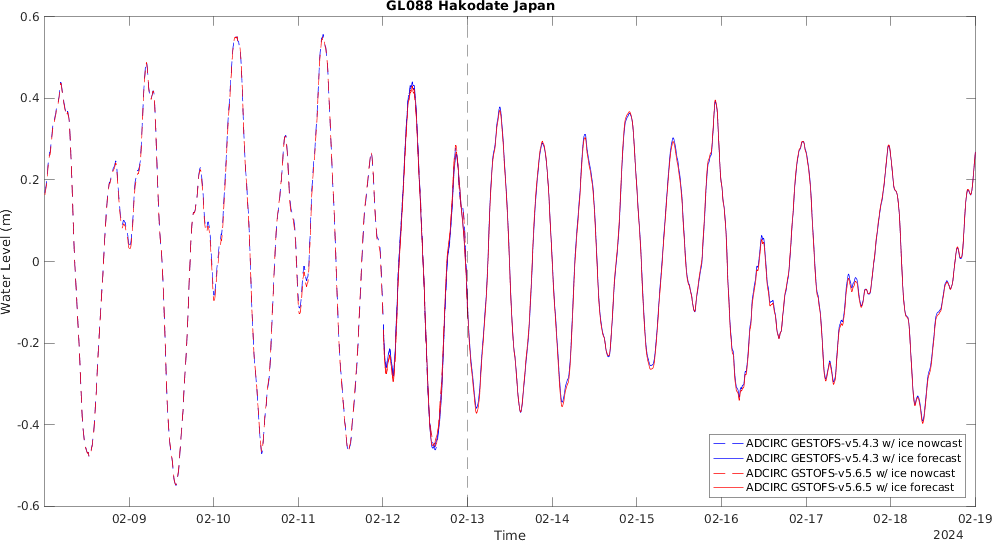 GL088 Hakodate Japan
0.6
0.4
0.2
0
-0.2
-0.4
-0.6
Water Level (m)
ADCIRC GESTOFS-v5.4.3 w/ ice nowcast
ADCIRC GESTOFS-v5.4.3 w/ ice forecast
ADCIRC GSTOFS-v5.6.5 w/ ice nowcast
ADCIRC GSTOFS-v5.6.5 w/ ice forecast
02-09 02-10 02-11 02-12 02-13 02-14 02-15 02-16 02-17 02-18 02-19
Time
2024